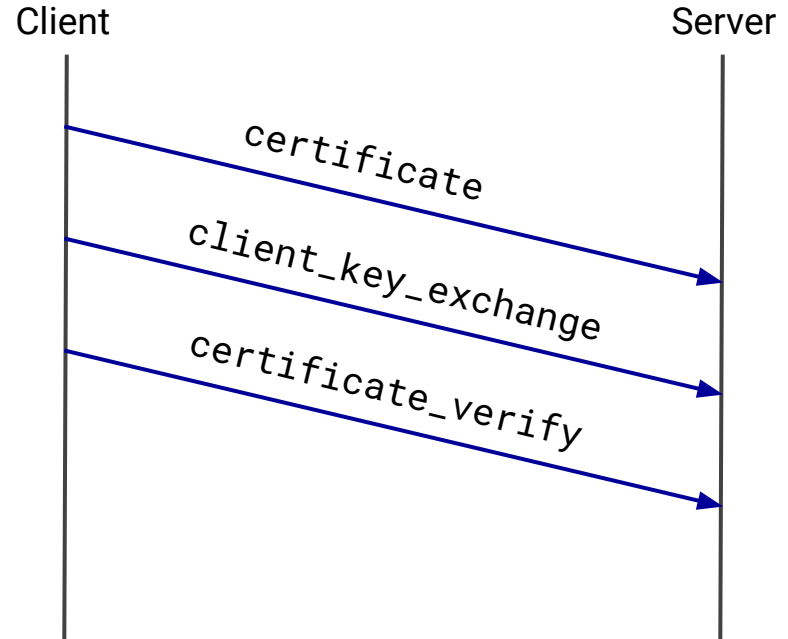 Client
Server
certificate
client_key_exchange
certificate_verify